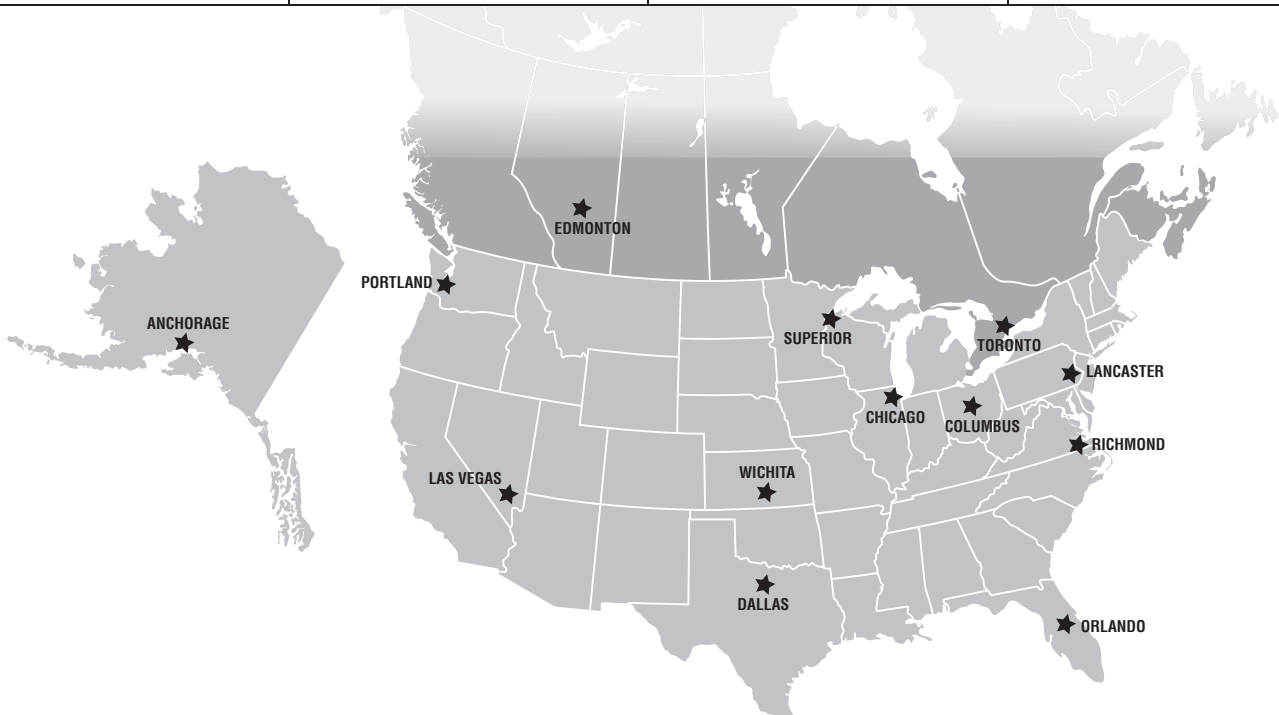 EDMONTON
PORTLAND
ANCHORAGE
SUPERIOR
TORONTO
LANCASTER
CHICAGO
COLUMBUS
RICHMOND
WICHITA
LAS VEGAS
DALLAS
ORLANDO